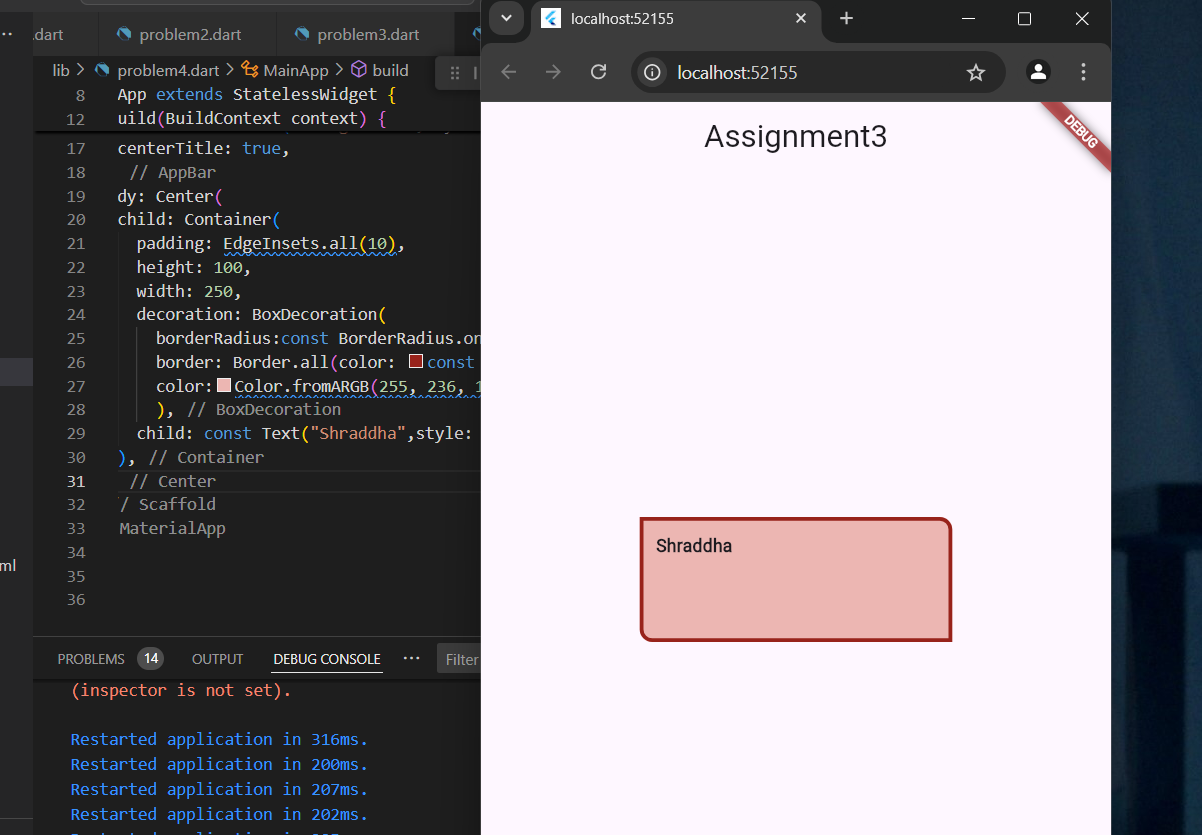 .dart problem2.dart problem3.dart
lib problem4.dart MainApp build
8 App extends StatelessWidget {
12 uild(BuildContext context) {
17 centerTitle: true,
18 // AppBar
19 dy: Center(
20 child: Container(
21 padding: EdgeInsets.all(10),
22 height: 100,
23 width: 250,
24 decoration: BoxDecoration(
25 borderRadius:const BorderRadius.on
26 border: Border.all(color: const
27 color: Color.fromARGB(255, 236, 1
28 ), // BoxDecoration
29 child: const Text("Shraddha",style:
30 ), // Container
31 // Center
32 / Scaffold
33 MaterialApp
34
35
36
ml
PROBLEMS 14 OUTPUT DEBUG CONSOLE ··· Filter
(inspector is not set).
Restarted application in 316ms.
Restarted application in 200ms.
Restarted application in 207ms.
Restarted application in 202ms.
localhost:52155
localhost:52155
Assignment3
DEBUG
Shraddha